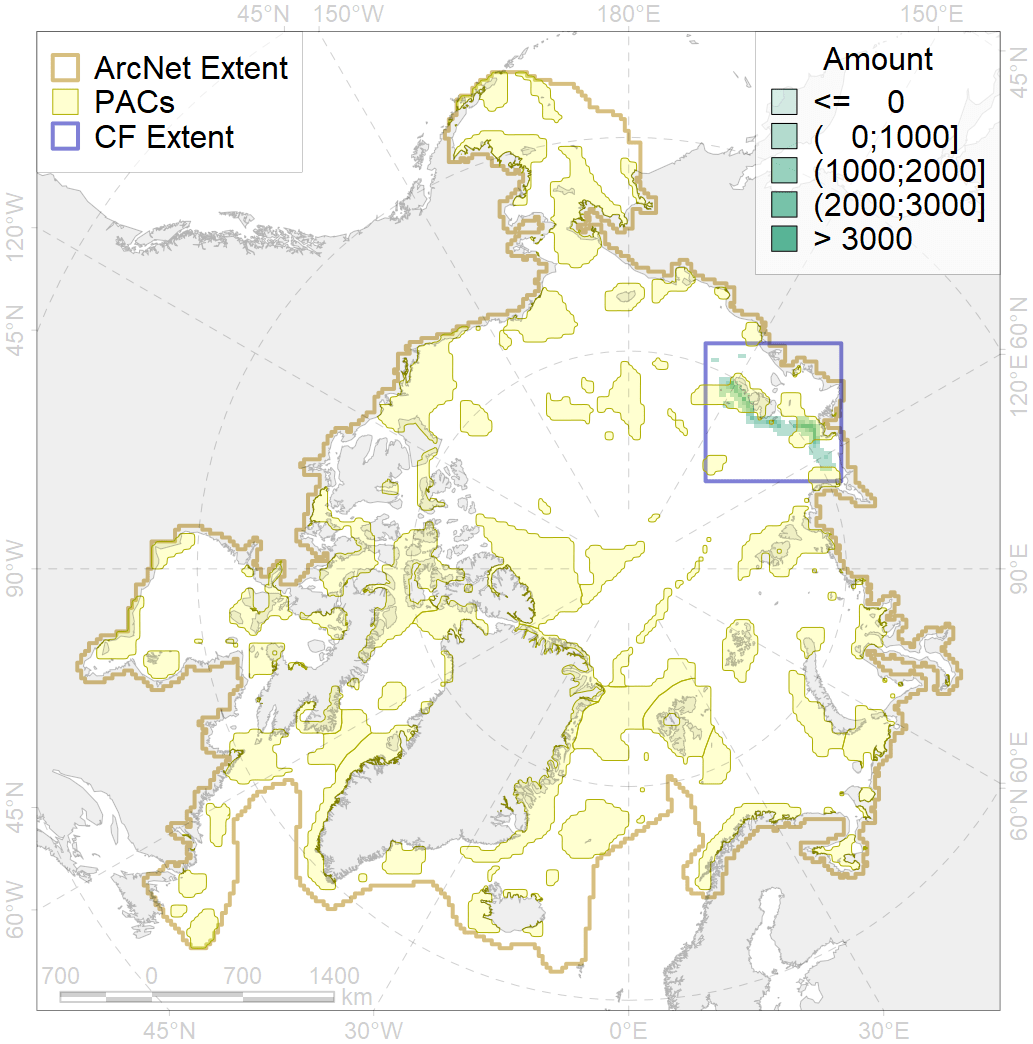 45°N 150°W 180°E 150°E
ArcNet Extent
PACs
CF Extent
Amount
<= 0
( 0;1000]
(1000;2000]
(2000;3000]
> 3000
45°N
120°W
60°N
45°N
120°E
90°W
90°E
60°E
45°N
60°N
60°W
700 0 700 1400
km
45°N 30°W 0°E 30°E